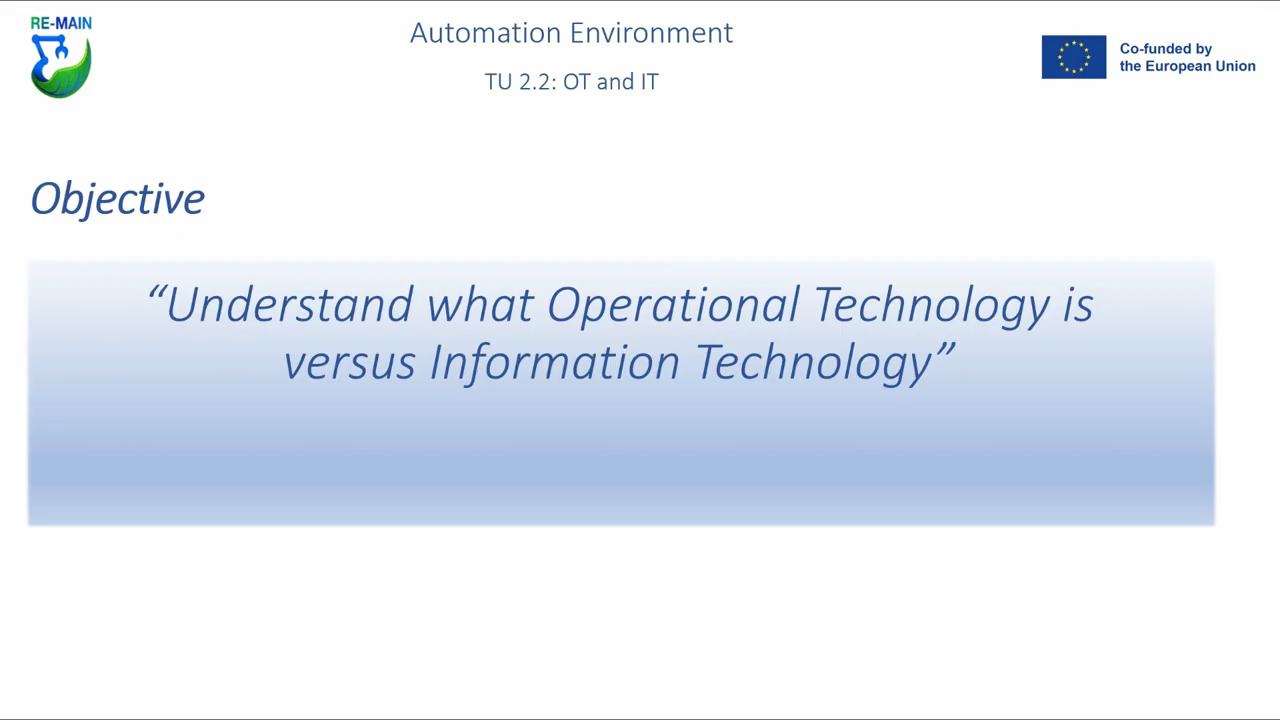 RE-MAIN
Automation Environment
TU 2.2: OT and IT
Co-funded by
the European Union
Objective
“Understand what Operational Technology is
versus Information Technology”